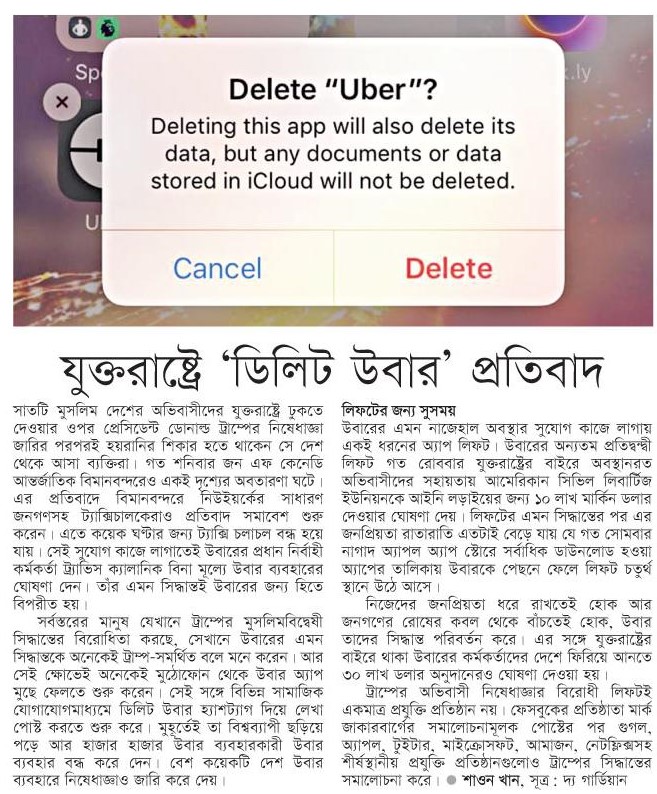 Sp
k.ly
Delete “Uber”?
Deleting this app will also delete its
data, but any documents or data
stored in iCloud will not be deleted.
Cancel
Delete
যুক্তরাষ্ট্রে ‘ডিলিট উবার’ প্রতিবাদ
সাতটি মুসলিম দেশের অভিবাসীদের যুক্তরাষ্ট্রে ঢুকতে
দেওয়ার ওপর প্রেসিডেন্ট ডোনাল্ড ট্রাম্পের নিষেধাজ্ঞা
জারির পরপরই হয়রানির শিকার হতে থাকেন সে দেশ
থেকে আসা ব্যক্তিরা। গত শনিবার জন এফ কেনেডি
আন্তর্জাতিক বিমানবন্দরেও একই দৃশ্যের অবতারণা ঘটে।
এর প্রতিবাদে বিমানবন্দরে নিউইয়র্কের সাধারণ
জনগণসহ ট্যাক্সিচালকেরাও প্রতিবাদ সমাবেশ শুরু
করেন। এতে কয়েক ঘণ্টার জন্য ট্যাক্সি চলাচল বন্ধ হয়ে
যায়। সেই সুযোগ কাজে লাগাতেই উবারের প্রধান নির্বাহী
কর্মকর্তা ট্র্যাভিস ক্যালানিক বিনা মূল্যে উবার ব্যবহারের
ঘোষণা দেন। তাঁর এমন সিদ্ধান্তই উবারের জন্য হিতে
বিপরীত হয়।
সর্বস্তরের মানুষ যেখানে ট্রাম্পের মুসলিমবিদ্বেষী
সিদ্ধান্তের বিরোধিতা করছে, সেখানে উবারের এমন
সিদ্ধান্তকে অনেকেই ট্রাম্প-সমর্থিত বলে মনে করেন। আর
সেই ক্ষোভেই অনেকেই মুঠোফোন থেকে উবার অ্যাপ
মুছে ফেলতে শুরু করেন। সেই সঙ্গে বিভিন্ন সামাজিক
যোগাযোগমাধ্যমে ডিলিট উবার হ্যাশট্যাগ দিয়ে লেখা
পোস্ট করতে শুরু করে। মুহূর্তেই তা বিশ্বব্যাপী ছড়িয়ে
পড়ে আর হাজার হাজার উবার ব্যবহারকারী উবার
ব্যবহার বন্ধ করে দেন। বেশ কয়েকটি দেশ উবার
ব্যবহারে নিষেধাজ্ঞাও জারি করে দেয়।
লিফটের জন্য সুসময়
উবারের এমন নাজেহাল অবস্থার সুযোগ কাজে লাগায়
একই ধরনের অ্যাপ লিফট। উবারের অন্যতম প্রতিদ্বন্দ্বী
লিফট গত রোববার যুক্তরাষ্ট্রের বাইরে অবস্থানরত
অভিবাসীদের সহায়তায় আমেরিকান সিভিল লিবার্টিজ
ইউনিয়নকে আইনি লড়াইয়ের জন্য ১০ লাখ মার্কিন ডলার
দেওয়ার ঘোষণা দেয়। লিফটের এমন সিদ্ধান্তের পর এর
জনপ্রিয়তা রাতারাতি এতটাই বেড়ে যায় যে গত সোমবার
নাগাদ অ্যাপল অ্যাপ স্টোরে সর্বাধিক ডাউনলোড হওয়া
অ্যাপের তালিকায় উবারকে পেছনে ফেলে লিফট চতুর্থ
স্থানে উঠে আসে।
নিজেদের জনপ্রিয়তা ধরে রাখতেই হোক আর
জনগণের রোষের কবল থেকে বাঁচতেই হোক, উবার
তাদের সিদ্ধান্ত পরিবর্তন করে। এর সঙ্গে যুক্তরাষ্ট্রের
বাইরে থাকা উবারের কর্মকর্তাদের দেশে ফিরিয়ে আনতে
৩০ লাখ ডলার অনুদানেরও ঘোষণা দেওয়া হয়।
ট্রাম্পের অভিবাসী নিষেধাজ্ঞার বিরোধী লিফটই
একমাত্র প্রযুক্তি প্রতিষ্ঠান নয়। ফেসবুকের প্রতিষ্ঠাতা মার্ক
জাকারবার্গের সমালোচনামূলক পোস্টের পর গুগল,
অ্যাপল, টুইটার, মাইক্রোসফট, আমাজন, নেটফ্লিক্সসহ
শীর্ষস্থানীয় প্রযুক্তি প্রতিষ্ঠানগুলোও ট্রাম্পের সিদ্ধান্তের
সমালোচনা করে। ● শাওন খান, সূত্র : দ্য গার্ডিয়ান